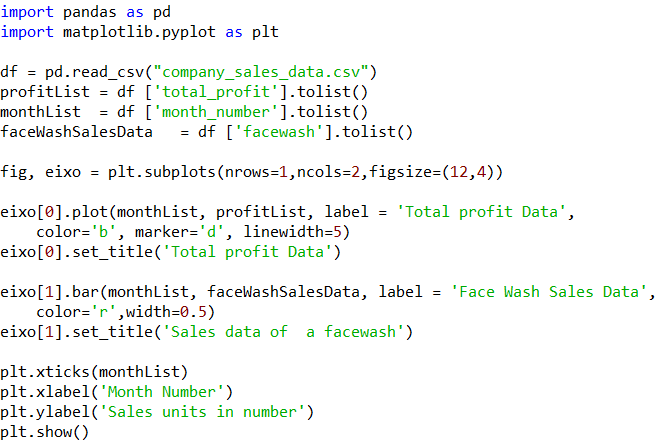 import pandas as pd
import matplotlib.pyplot as plt
df = pd.read_csv("company_sales_data.csv")
profitList = df ['total_profit'].tolist()
monthList  = df ['month_number'].tolist()
faceWashSalesData   = df ['facewash'].tolist()
fig, eixo = plt.subplots(nrows=1,ncols=2,figsize=(12,4))
eixo[0].plot(monthList, profitList, label = 'Total profit Data',
    color='b', marker='d', linewidth=5)
eixo[0].set_title('Total profit Data')
eixo[1].bar(monthList, faceWashSalesData, label = 'Face Wash Sales Data',
    color='r',width=0.5)
eixo[1].set_title('Sales data of  a facewash')
plt.xticks(monthList)
plt.xlabel('Month Number')
plt.ylabel('Sales units in number')
plt.show()